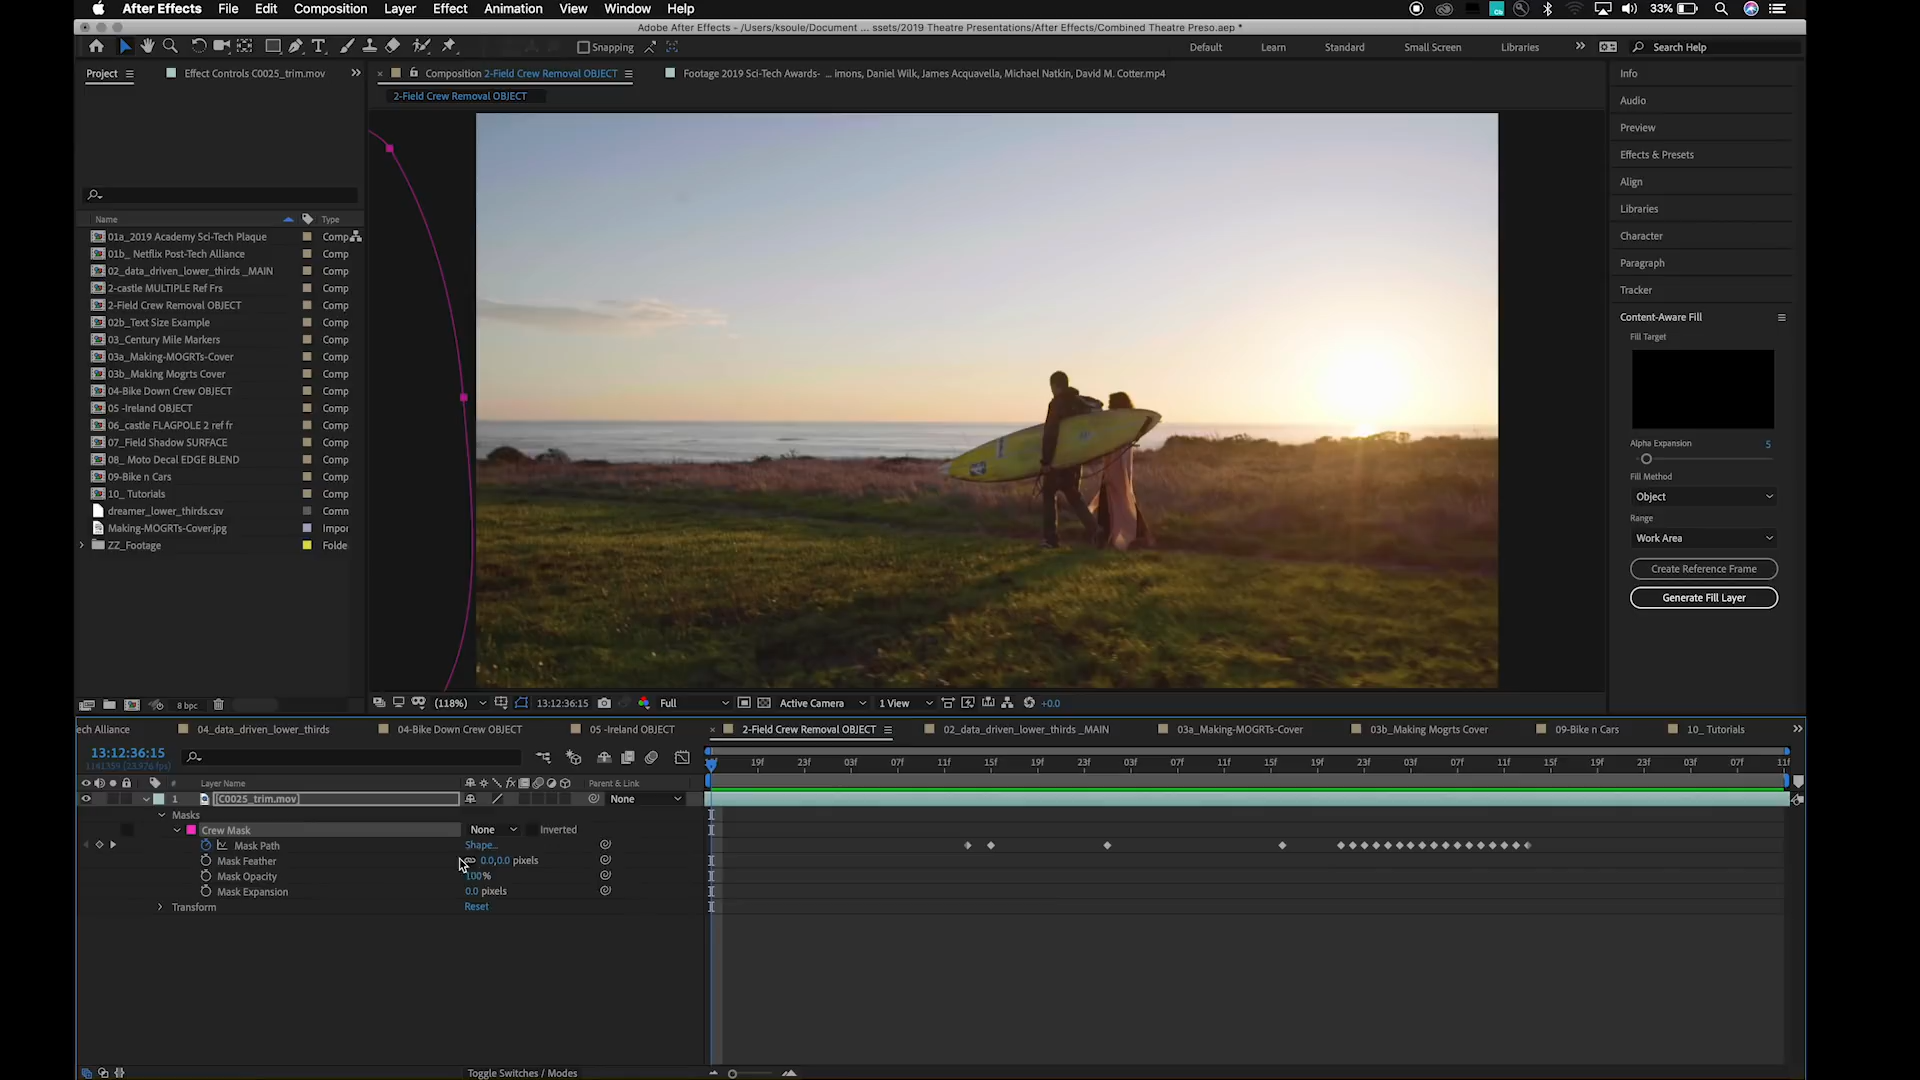 After Effects File Edit Composition Layer Effect Animation View Window Help 33%
Adobe After Effects - /Users/ksoule/Document ... ssets/2019 Theatre Presentations/After Effects/Combined Theatre Preso.aep *
Snapping Default Learn Standard Small Screen Libraries Search Help
Project Effect Controls C0025_trim.mov
Composition 2-Field Crew Removal OBJECT
Footage 2019 Sci-Tech Awards- ... imons, Daniel Wilk, James Acquavella, Michael Natkin, David M. Cotter.mp4
2-Field Crew Removal OBJECT
Name Type
01a_2019 Academy Sci-Tech Plaque Comp
01b_ Netflix Post-Tech Alliance Comp
02_data_driven_lower_thirds _MAIN Comp
2-castle MULTIPLE Ref Frs Comp
2-Field Crew Removal OBJECT Comp
02b_Text Size Example Comp
03_Century Mile Markers Comp
03a_Making-MOGRTs-Cover Comp
03b_Making Mogrts Cover Comp
04-Bike Down Crew OBJECT Comp
05 -Ireland OBJECT Comp
06_castle FLAGPOLE 2 ref fr Comp
07_Field Shadow SURFACE Comp
08_ Moto Decal EDGE BLEND Comp
09-Bike n Cars Comp
10_ Tutorials Comp
dreamer_lower_thirds.csv Comn
Making-MOGRTs-Cover.jpg Impor
ZZ_Footage Folde
8 bpc
Info
Audio
Preview
Effects & Presets
Align
Libraries
Character
Paragraph
Tracker
Content-Aware Fill
Fill Target
Alpha Expansion 5
Fill Method
Object
Range
Work Area
Create Reference Frame
Generate Fill Layer
(118%) 13:12:36:15 Full Active Camera 1 View +0.0
ech Alliance 04_data_driven_lower_thirds 04-Bike Down Crew OBJECT 05 -Ireland OBJECT 2-Field Crew Removal OBJECT 02_data_driven_lower_thirds _MAIN 03a_Making-MOGRTs-Cover 03b_Making Mogrts Cover 09-Bike n Cars 10_ Tutorials
13:12:36:15
1141359 (23.976 fps)
19f 23f 03f 07f 11f 15f 19f 23f 03f 07f 11f 15f 19f 23f 03f 07f 11f 15f 19f 23f 03f 07f 11f
# Layer Name fx Parent & Link
1 [C0025_trim.mov] None
Masks
Crew Mask None Inverted
Mask Path Shape...
Mask Feather 0.0,0.0 pixels
Mask Opacity 100%
Mask Expansion 0.0 pixels
Transform Reset
Toggle Switches / Modes